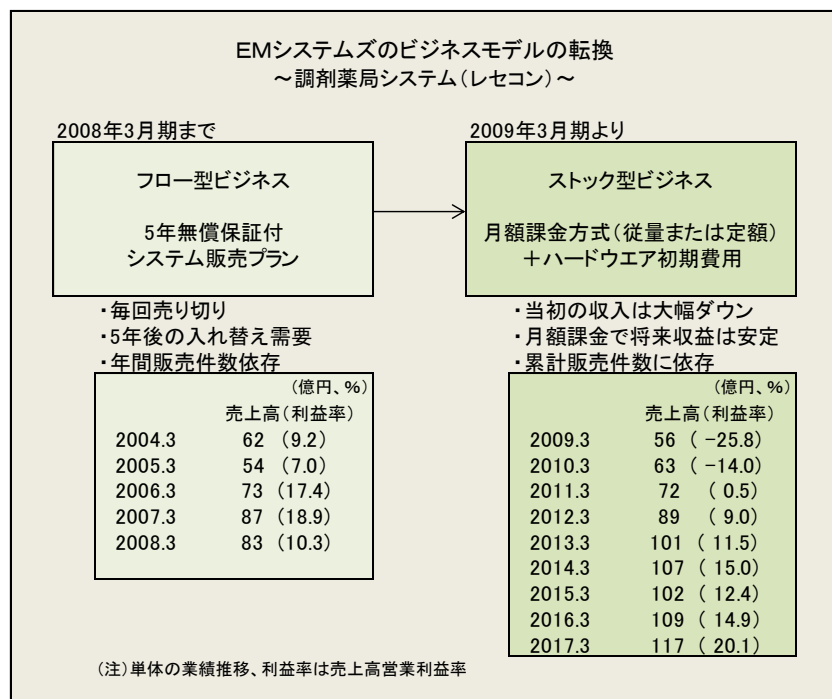 EMシステムズのビジネスモデルの転換
～調剤薬局システム(レセコン)～
2008年3月期まで
フロー型ビジネス
5年無償保証付
システム販売プラン
・毎回売り切り
・5年後の入れ替え需要
・年間販売件数依存
(億円、%)
売上高(利益率)
2004.3 62 (9.2)
2005.3 54 (7.0)
2006.3 73 (17.4)
2007.3 87 (18.9)
2008.3 83 (10.3)
2009年3月期より
ストック型ビジネス
月額課金方式(従量または定額)
＋ハードウエア初期費用
・当初の収入は大幅ダウン
・月額課金で将来収益は安定
・累計販売件数に依存
(億円、%)
売上高(利益率)
2009.3 56 ( -25.8)
2010.3 63 ( -14.0)
2011.3 72 ( 0.5)
2012.3 89 ( 9.0)
2013.3 101 ( 11.5)
2014.3 107 ( 15.0)
2015.3 102 ( 12.4)
2016.3 109 ( 14.9)
2017.3 117 ( 20.1)
(注)単体の業績推移、利益率は売上高営業利益率